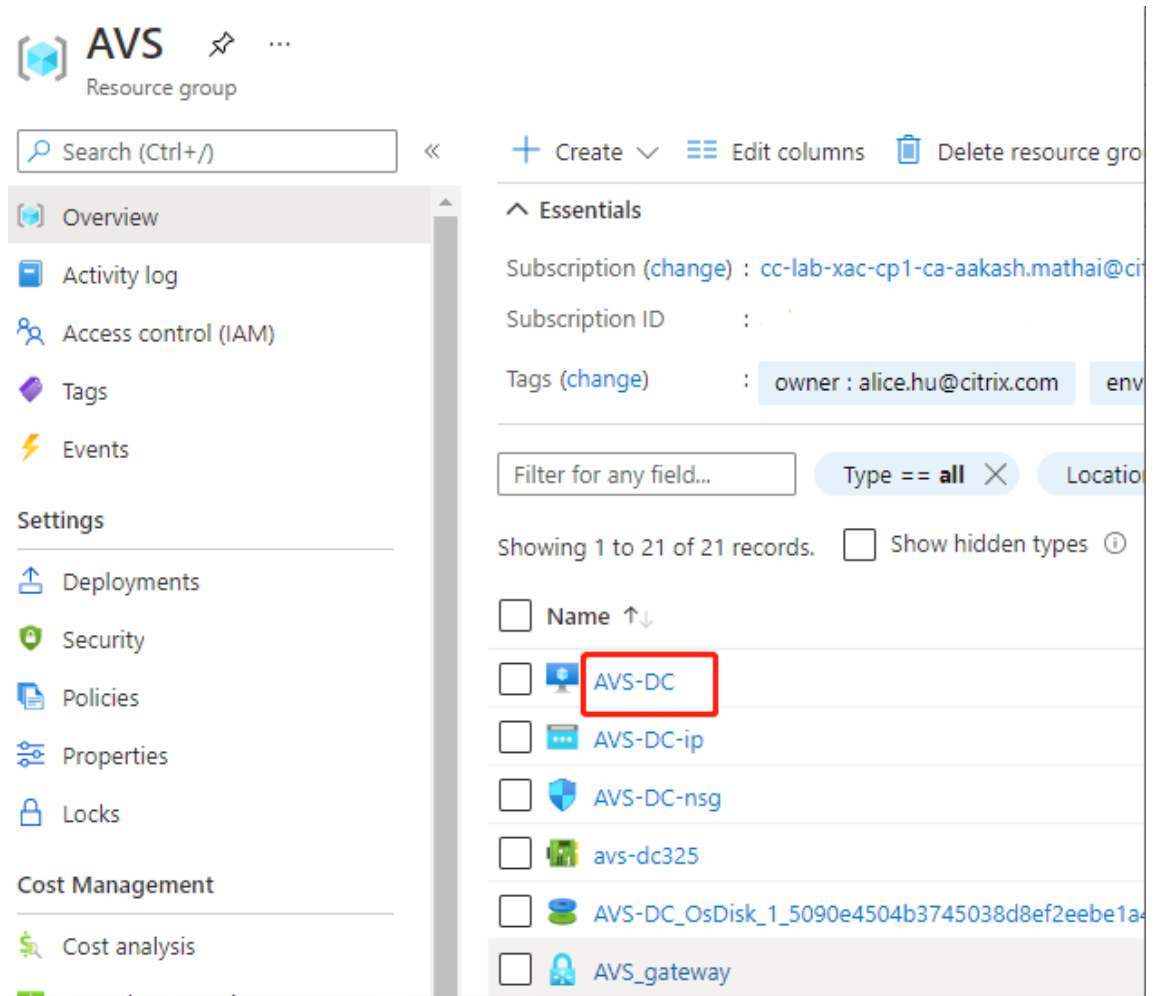 AVS
...
Resource group
Search (Ctrl+/)
«
Overview
Activity log
Access control (IAM)
Tags
Events
Settings
Deployments
Security
Policies
Properties
Locks
Cost Management
Cost analysis
Create
Edit columns
Delete resource gro
Essentials
Subscription (change) : cc-lab-xac-cp1-ca-aakash.mathai@ci
Subscription ID :
Tags (change) : owner : alice.hu@citrix.com env
Filter for any field...
Type == all
Locatio
Showing 1 to 21 of 21 records.
Show hidden types
Name
AVS-DC
AVS-DC-ip
AVS-DC-nsg
avs-dc325
AVS-DC_OsDisk_1_5090e4504b3745038d8ef2eebe1a4
AVS_gateway